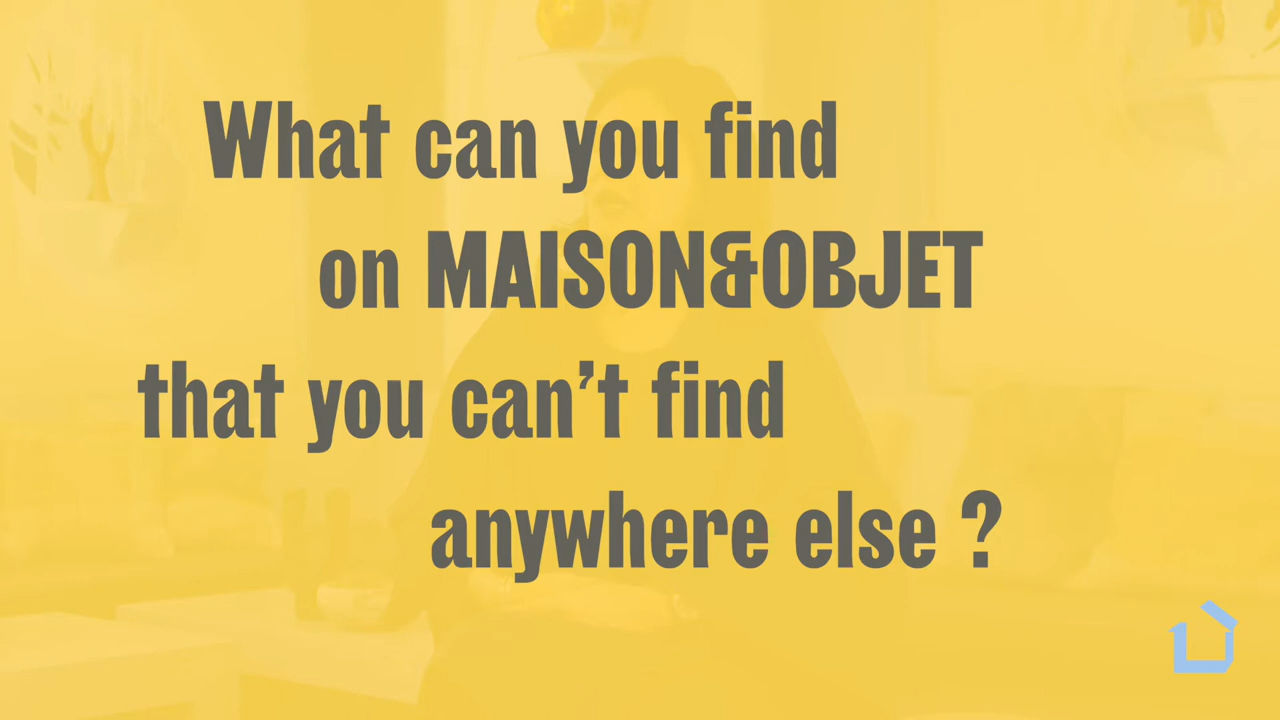 What can you find
on MAISON&OBJET
that you can’t find
anywhere else ?